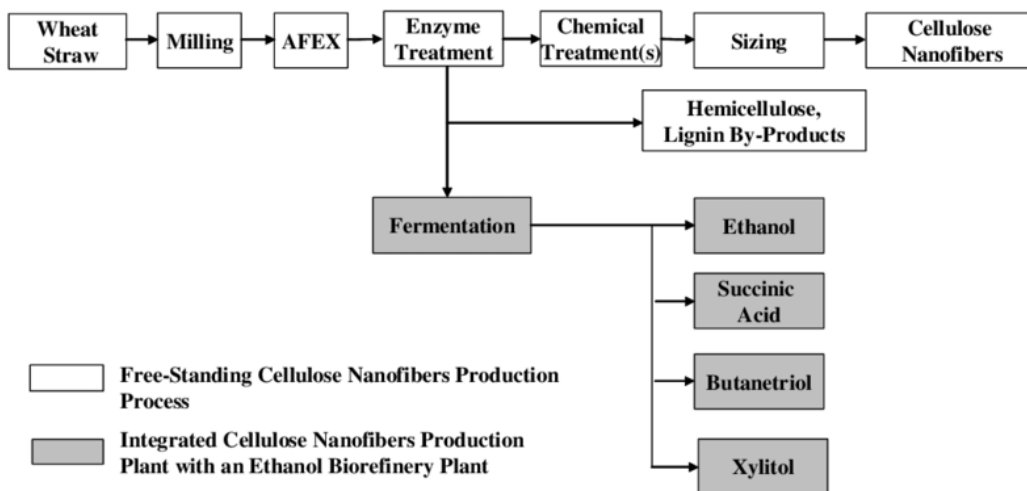 Wheat
Straw
Milling
AFEX
Enzyme
Treatment
Chemical
Treatment(s)
Sizing
Cellulose
Nanofibers
Hemicellulose,
Lignin By-Products
Fermentation
Ethanol
Succinic
Acid
Butanetriol
Xylitol
Free-Standing Cellulose Nanofibers Production
Process
Integrated Cellulose Nanofibers Production
Plant with an Ethanol Biorefinery Plant